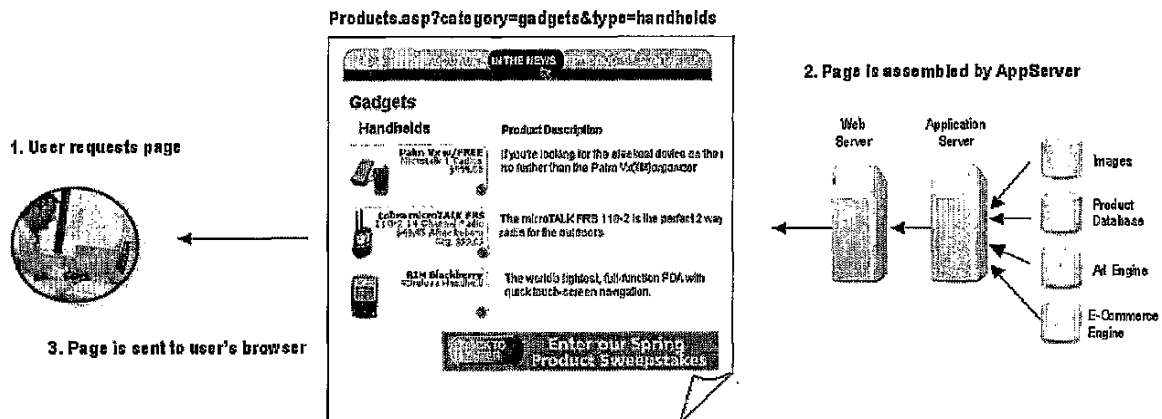 Products.asp?category=gadgets&type=handhelds
IN THE NEWS
2. Page is assembled by AppServer
Gadgets
Handhelds
Product Description
Web Server
Application Server
1. User requests page
Palm Vx w/FREE
If you're looking for the sleekest device on the
no further than the Palm Vx organizer
Images
Cobra microTALK FRS
The microTALK FRS 110-2 is the perfect 2 way
radio for the outdoors
Product Database
RIM Blackberry
Wireless Handheld
The world's lightest, full-function PDA with
quick touch-screen navigation.
Ad Engine
E-Commerce Engine
3. Page is sent to user's browser
Enter our Spring
Product Sweepstakes